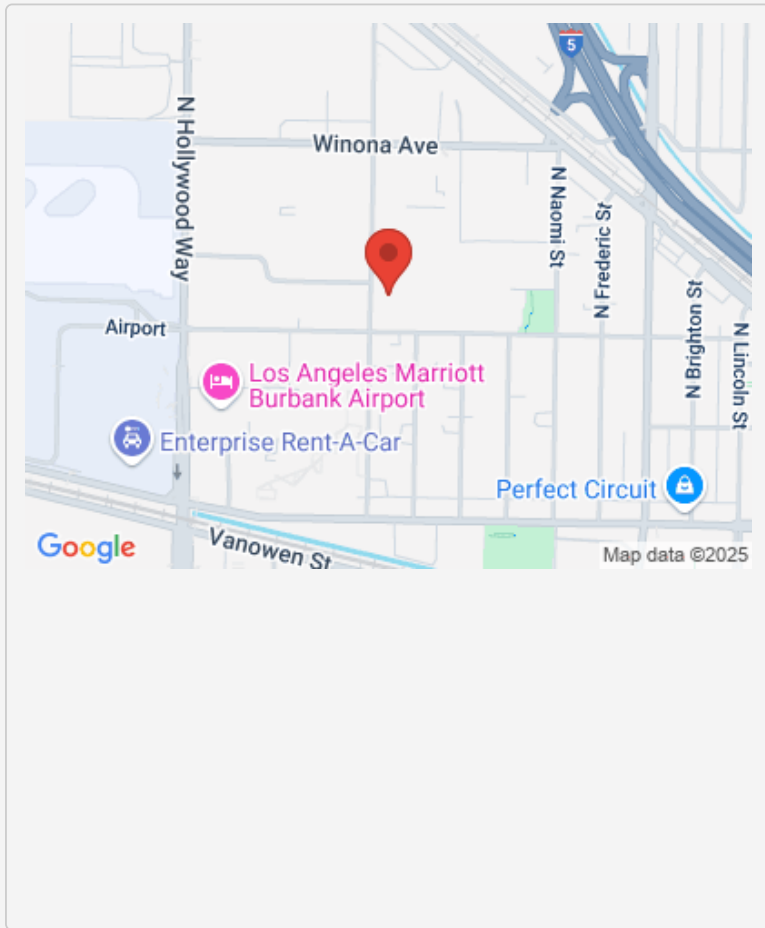 5
N Hollywood Way
Winona Ave
N Naomi St
N Frederic St
N Brighton St
N Lincoln St
Airport
Los Angeles Marriott
Burbank Airport
Enterprise Rent-A-Car
Perfect Circuit
Vanowen St
Google
Map data ©2025